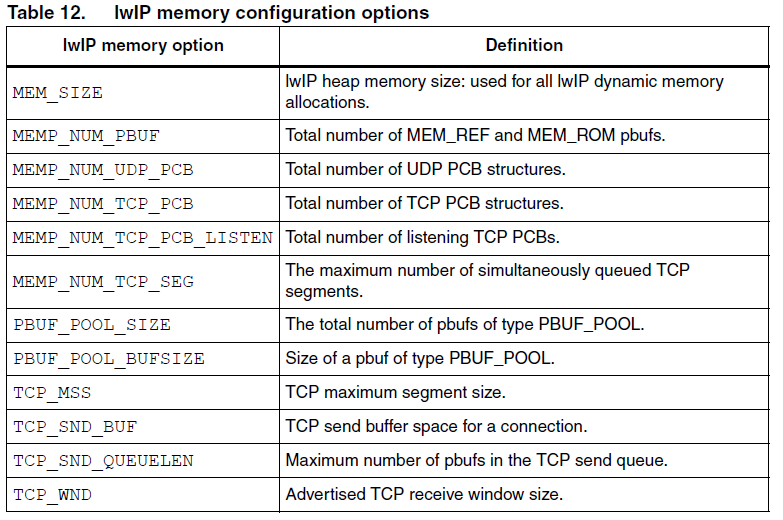 Table 12. lwIP memory configuration options
lwIP memory option Definition
MEM_SIZE lwIP heap memory size: used for all lwIP dynamic memory
allocations.
MEMP_NUM_PBUF Total number of MEM_REF and MEM_ROM pbufs.
MEMP_NUM_UDP_PCB Total number of UDP PCB structures.
MEMP_NUM_TCP_PCB Total number of TCP PCB structures.
MEMP_NUM_TCP_PCB_LISTEN Total number of listening TCP PCBs.
MEMP_NUM_TCP_SEG The maximum number of simultaneously queued TCP
segments.
PBUF_POOL_SIZE The total number of pbufs of type PBUF_POOL.
PBUF_POOL_BUFSIZE Size of a pbuf of type PBUF_POOL.
TCP_MSS TCP maximum segment size.
TCP_SND_BUF TCP send buffer space for a connection.
TCP_SND_QUEUELEN Maximum number of pbufs in the TCP send queue.
TCP_WND Advertised TCP receive window size.